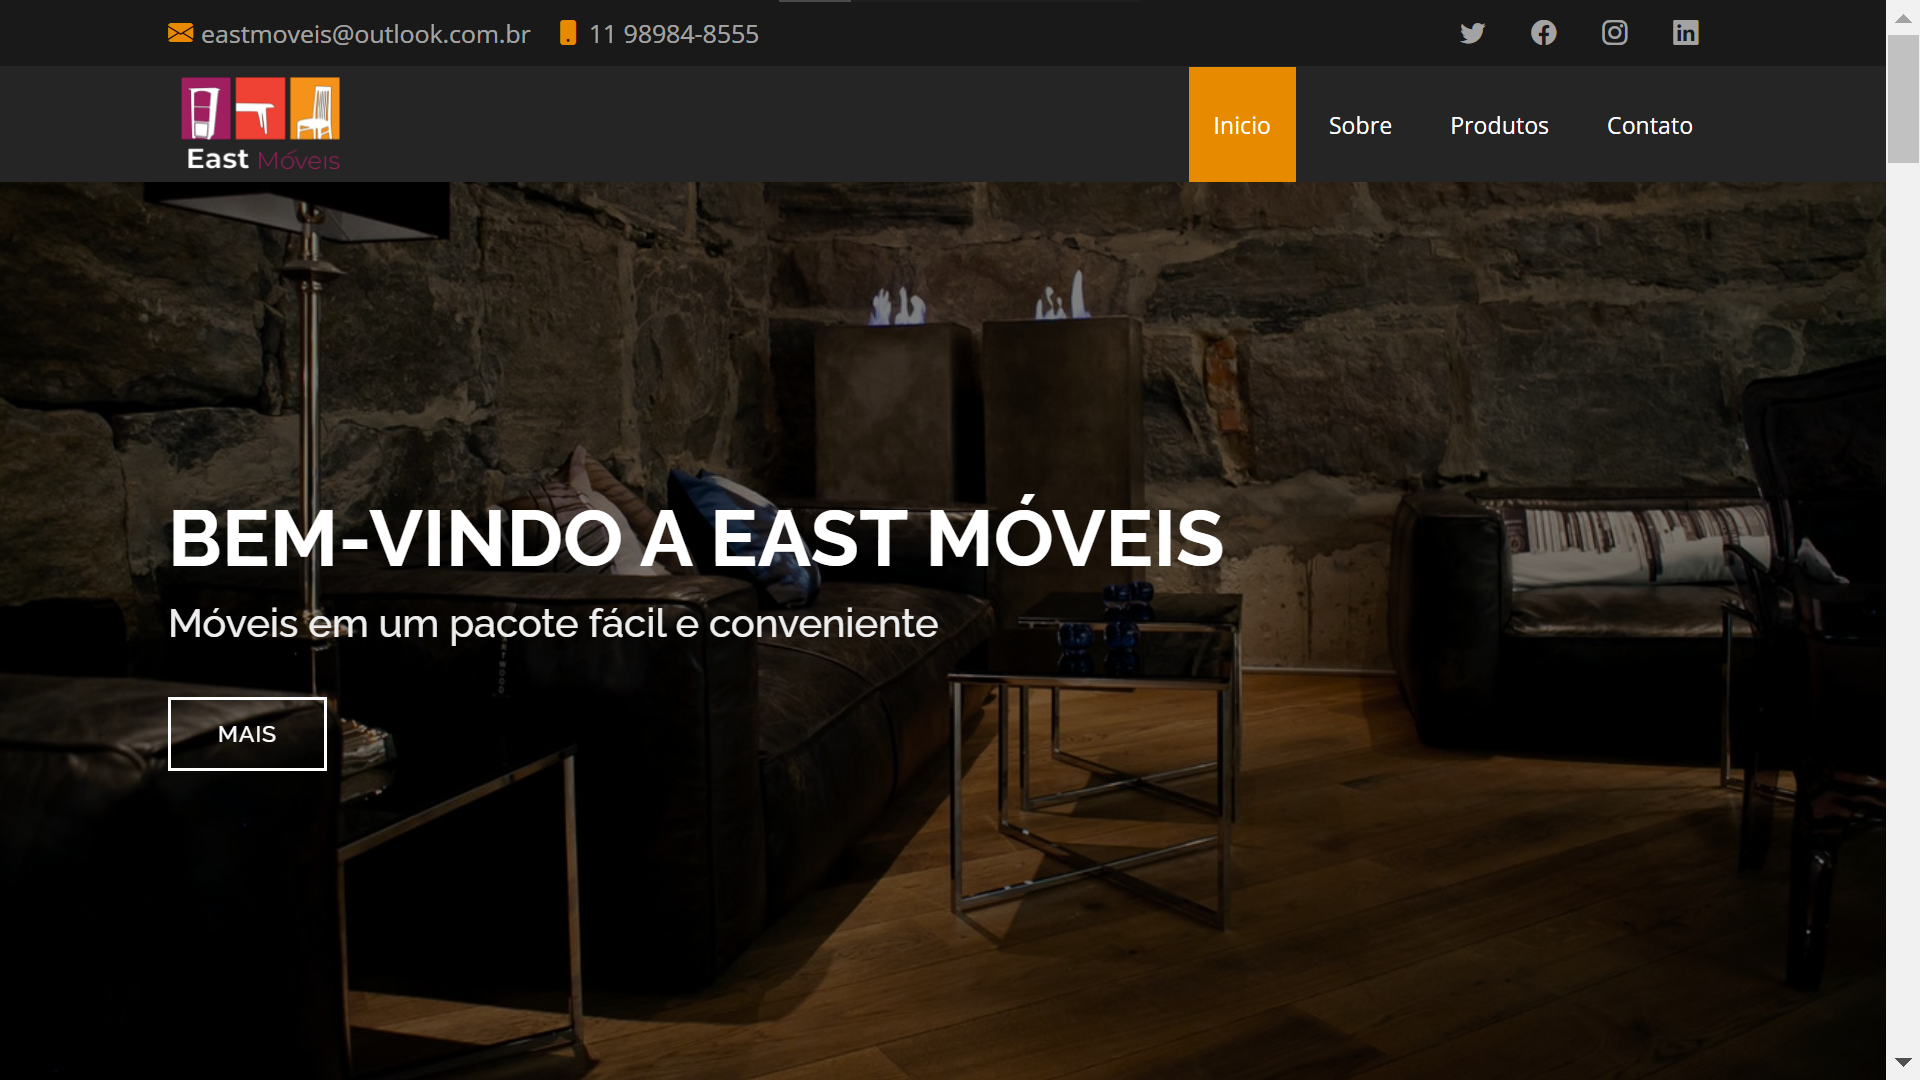 eastmoveis@outlook.com.br 11 98984-8555
East Móveis
Inicio Sobre Produtos Contato
BEM-VINDO A EAST MÓVEIS
Móveis em um pacote fácil e conveniente
MAIS